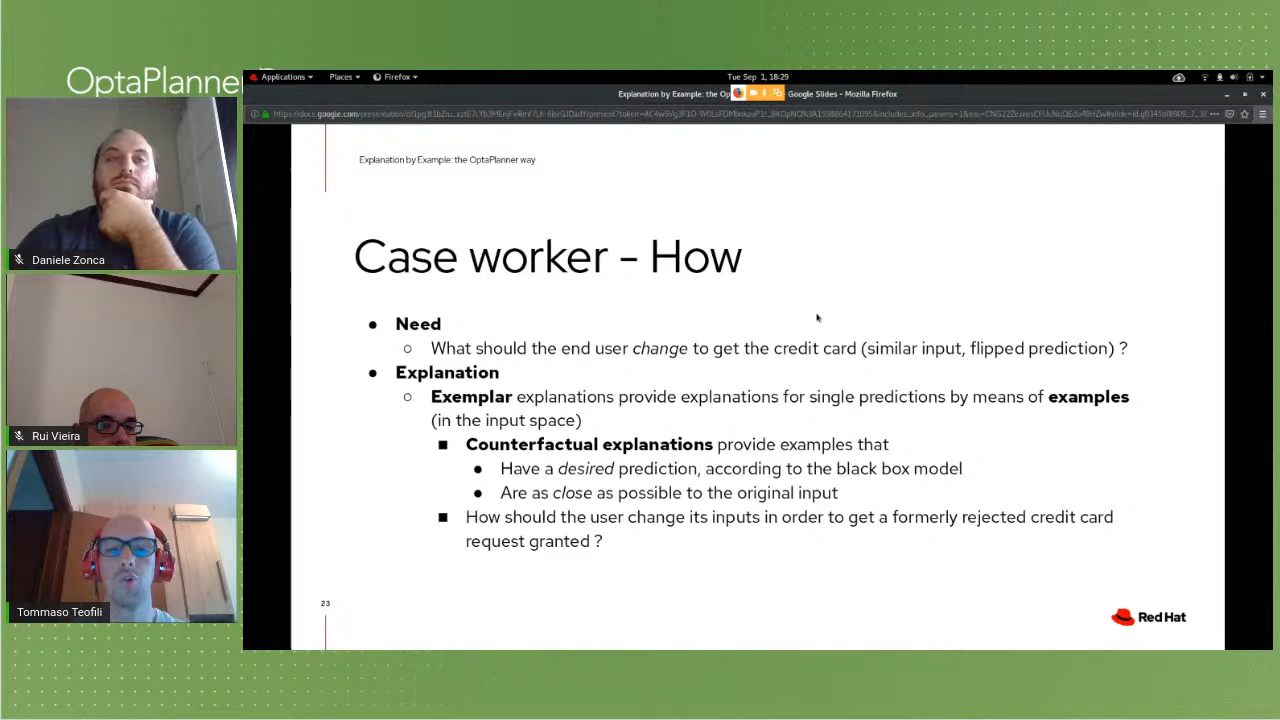 OptaPlanner
Applications
Places
Firefox
Tue Sep 1, 18:29
Explanation by Example: the Op
Google Slides - Mozilla Firefox
Explanation by Example: the OptaPlanner way
Case worker - How
● Need
○ What should the end user change to get the credit card (similar input, flipped prediction) ?
● Explanation
○ Exemplar explanations provide explanations for single predictions by means of examples
(in the input space)
■ Counterfactual explanations provide examples that
● Have a desired prediction, according to the black box model
● Are as close as possible to the original input
■ How should the user change its inputs in order to get a formerly rejected credit card
request granted ?
23
Red Hat
Daniele Zonca
Rui Vieira
Tommaso Teofili